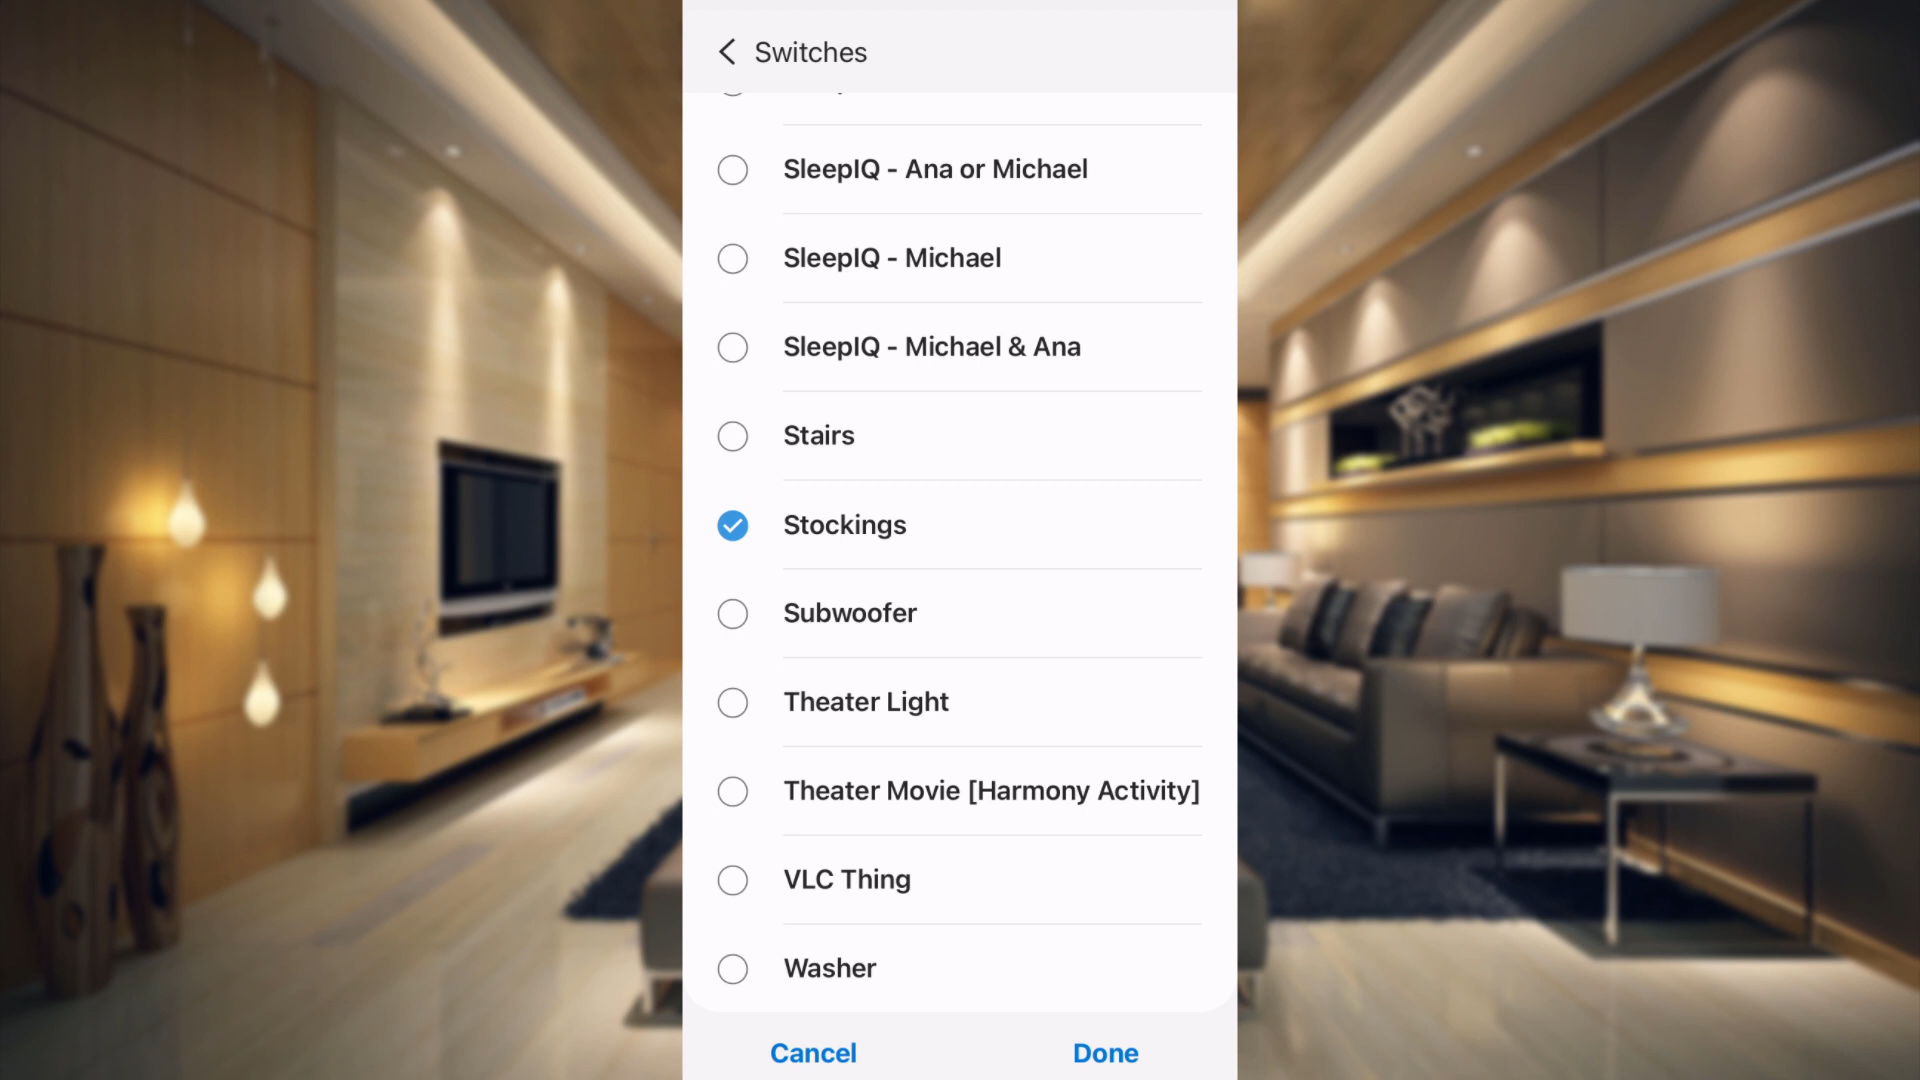 Switches
SleepIQ - Ana or Michael
SleepIQ - Michael
SleepIQ - Michael & Ana
Stairs
Stockings
Subwoofer
Theater Light
Theater Movie [Harmony Activity]
VLC Thing
Washer
Cancel
Done